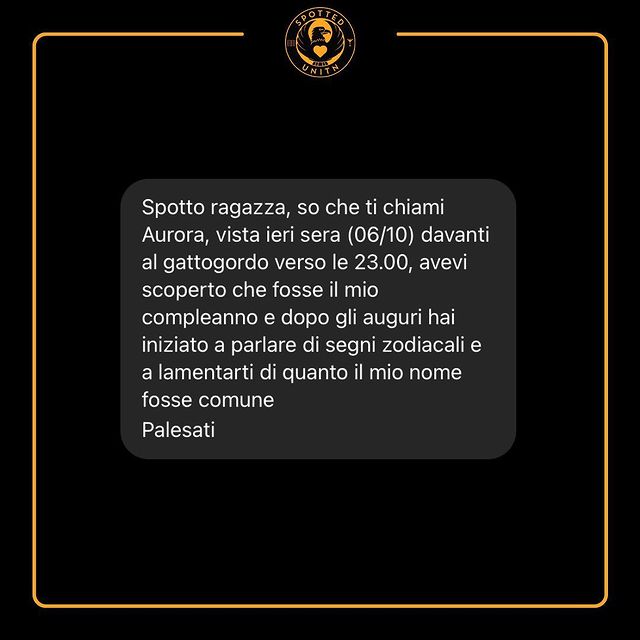 SPOTTED
UNITN
Spotto ragazza, so che ti chiami
Aurora, vista ieri sera (06/10) davanti
al gattogordo verso le 23.00, avevi
scoperto che fosse il mio
compleanno e dopo gli auguri hai
iniziato a parlare di segni zodiacali e
a lamentarti di quanto il mio nome
fosse comune
Palesati